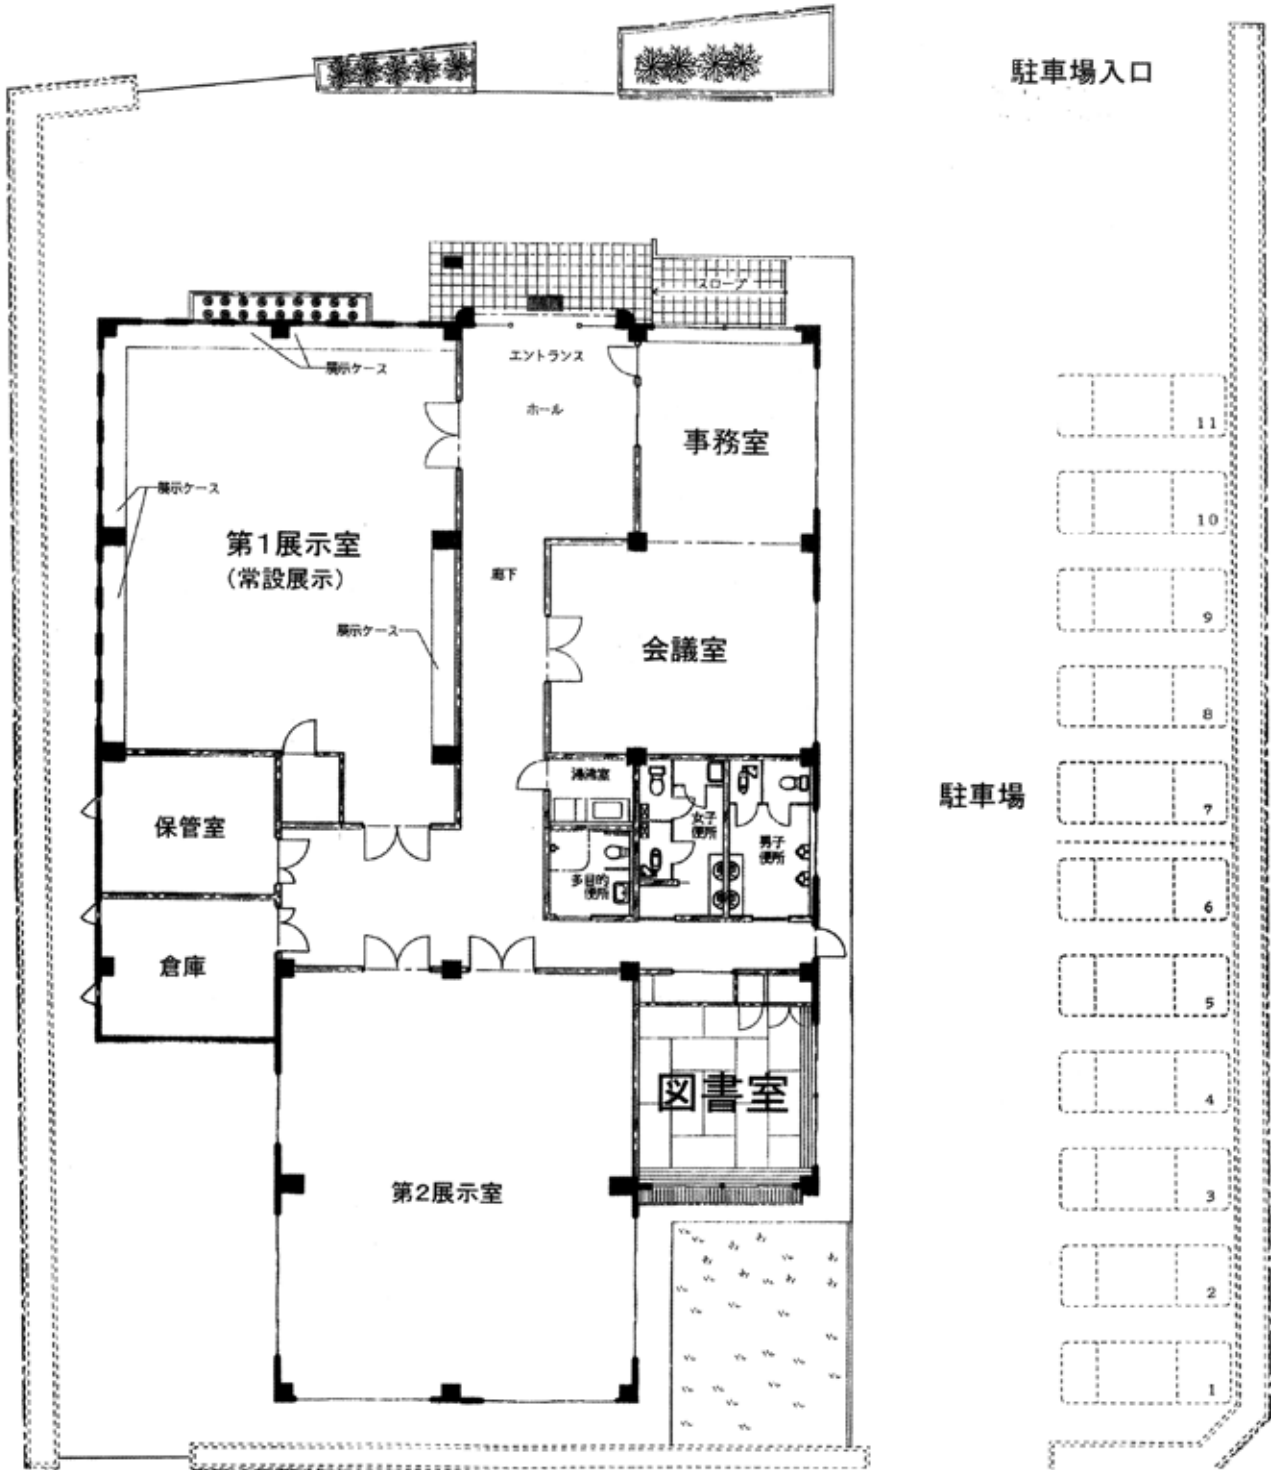 駐車場入口
スロープ
エントランス
ホール
展示ケース
事務室
展示ケース
第1展示室
(常設展示)
廊下
展示ケース
会議室
湯沸室
女子
便所
男子
便所
保管室
多目的
便所
倉庫
図書室
第2展示室
駐車場
11
10
9
8
7
6
5
4
3
2
1